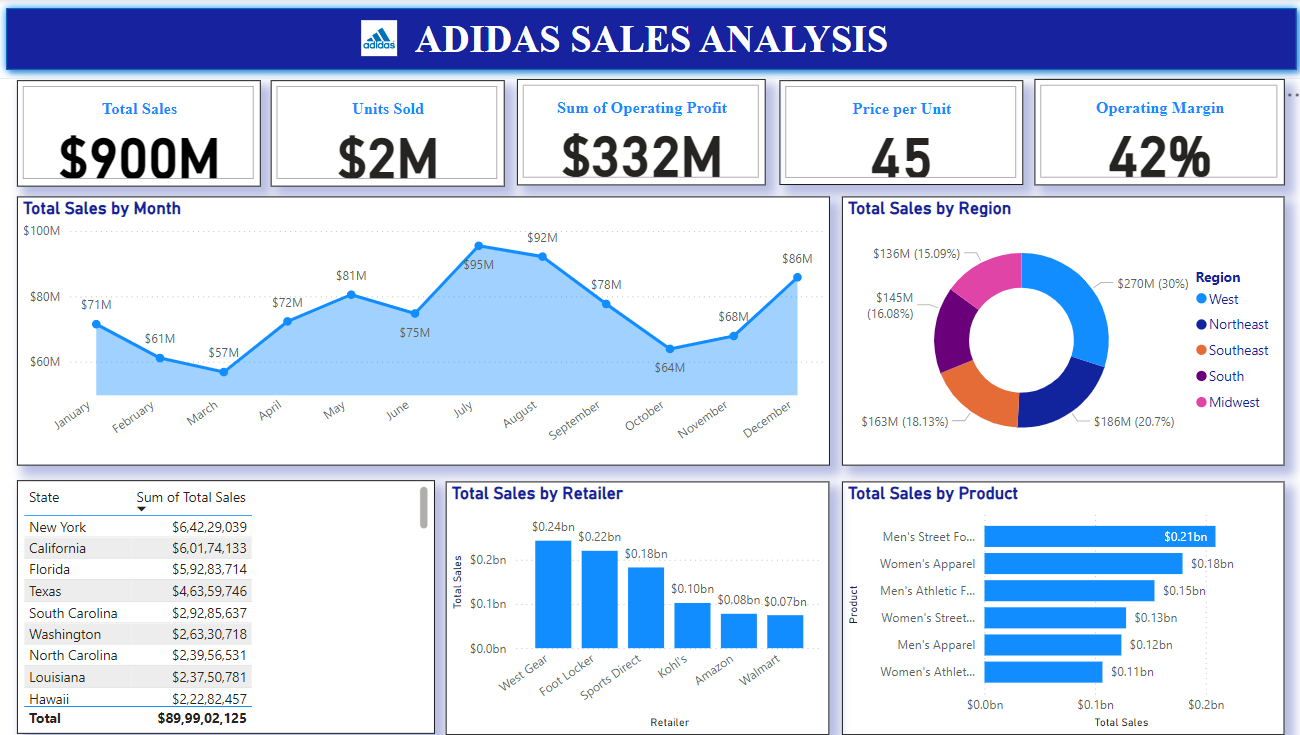 adidas
ADIDAS SALES ANALYSIS
Total Sales
$900M
Units Sold
$2M
Sum of Operating Profit
$332M
Price per Unit
45
Operating Margin
42%
Total Sales by Month
$100M
$80M
$60M
$71M
$61M
$57M
$72M
$81M
$75M
$95M
$92M
$78M
$64M
$68M
$86M
January
February
March
April
May
June
July
August
September
October
November
December
Total Sales by Region
$136M (15.09%)
$270M (30%)
$145M
(16.08%)
$163M (18.13%)
$186M (20.7%)
Region
West
Northeast
Southeast
South
Midwest
State Sum of Total Sales
New York $6,42,29,039
California $6,01,74,133
Florida $5,92,83,714
Texas $4,63,59,746
South Carolina $2,92,85,637
Washington $2,63,30,718
North Carolina $2,39,56,531
Louisiana $2,37,50,781
Hawaii $2,22,82,457
Total $89,99,02,125
Total Sales by Retailer
Total Sales
$0.2bn
$0.1bn
$0.0bn
$0.24bn
$0.22bn
$0.18bn
$0.10bn
$0.08bn
$0.07bn
West Gear
Foot Locker
Sports Direct
Kohl's
Amazon
Walmart
Retailer
Total Sales by Product
Product
Men's Street Fo... $0.21bn
Women's Apparel $0.18bn
Men's Athletic F... $0.15bn
Women's Street... $0.13bn
Men's Apparel $0.12bn
Women's Athlet... $0.11bn
$0.0bn $0.1bn $0.2bn
Total Sales